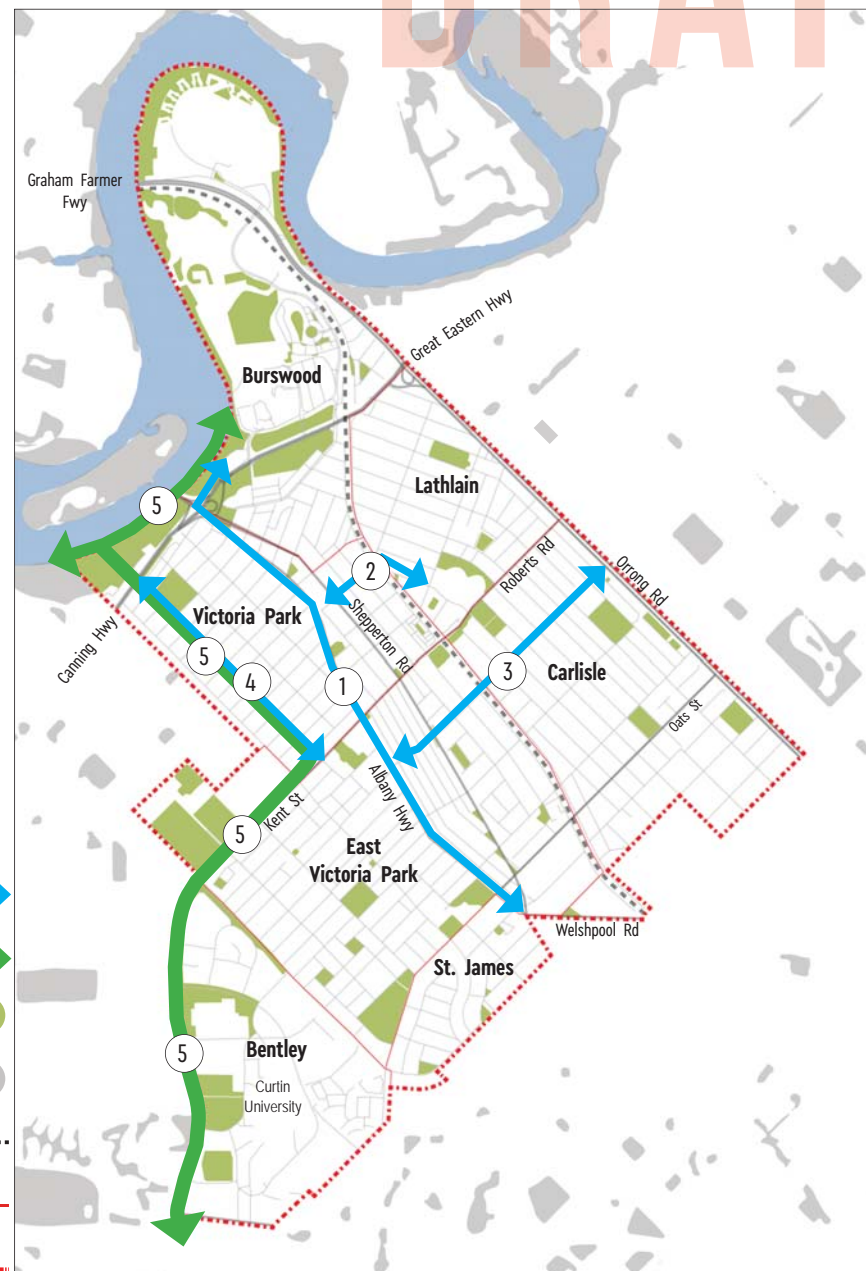 DRAF
Graham Farmer
Fwy
Great Eastern Hwy
Burswood
Lathlain
5
2
Roberts Rd
Orrong Rd
Victoria Park
Shepperton Rd
Canning Hwy
5
4
1
3
Carlisle
Oats St
Albany Hwy
5
Kent St
East
Victoria Park
Welshpool Rd
St. James
5
Bentley
Curtin
University